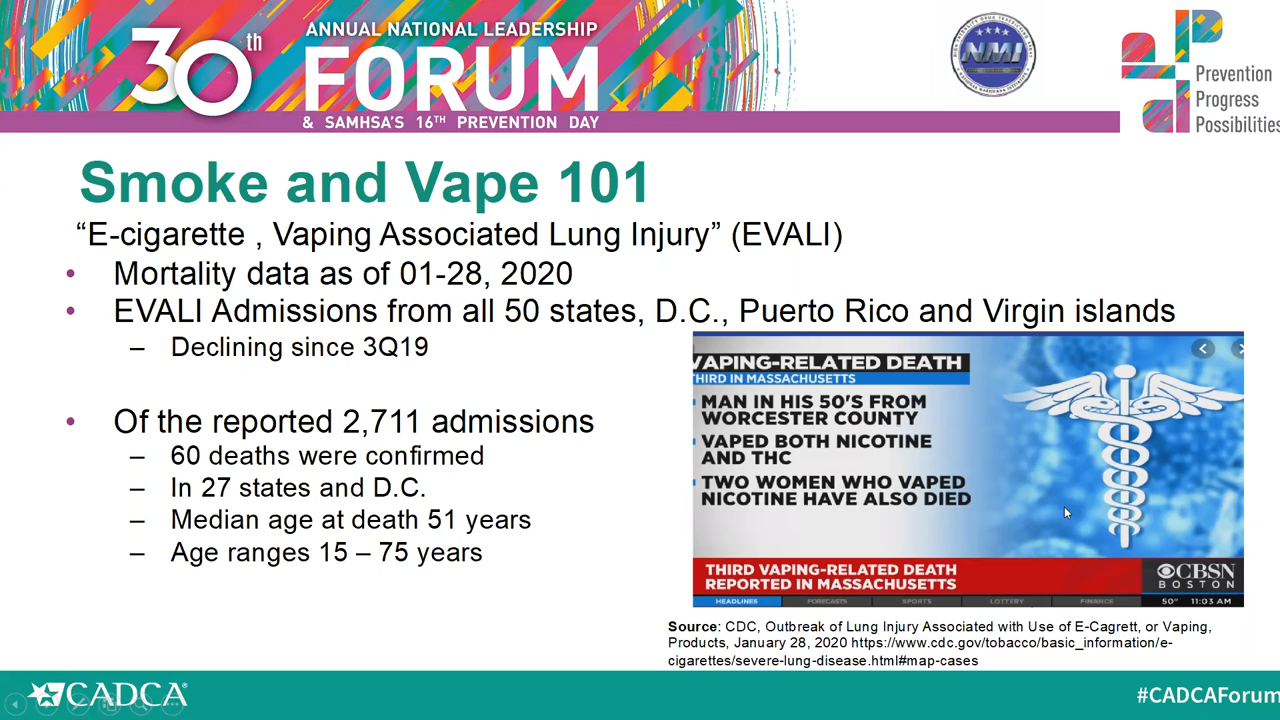 30th
ANNUAL NATIONAL LEADERSHIP
FORUM
& SAMHSA'S 16TH PREVENTION DAY
NMI
Prevention
Progress
Possibilities
Smoke and Vape 101
“E-cigarette , Vaping Associated Lung Injury” (EVALI)
• Mortality data as of 01-28, 2020
• EVALI Admissions from all 50 states, D.C., Puerto Rico and Virgin islands
– Declining since 3Q19
• Of the reported 2,711 admissions
– 60 deaths were confirmed
– In 27 states and D.C.
– Median age at death 51 years
– Age ranges 15 – 75 years
VAPING-RELATED DEATH
THIRD IN MASSACHUSETTS
MAN IN HIS 50'S FROM
WORCESTER COUNTY
VAPED BOTH NICOTINE
AND THC
TWO WOMEN WHO VAPED
NICOTINE HAVE ALSO DIED
THIRD VAPING-RELATED DEATH
REPORTED IN MASSACHUSETTS
CBSN
BOSTON
HEADLINES FORECASTS SPORTS LOTTERY FINANCE 50° 11:03 AM
Source: CDC, Outbreak of Lung Injury Associated with Use of E-Cagrett, or Vaping,
Products, January 28, 2020 https://www.cdc.gov/tobacco/basic_information/e-
cigarettes/severe-lung-disease.html#map-cases
CADCA®
#CADCAForum